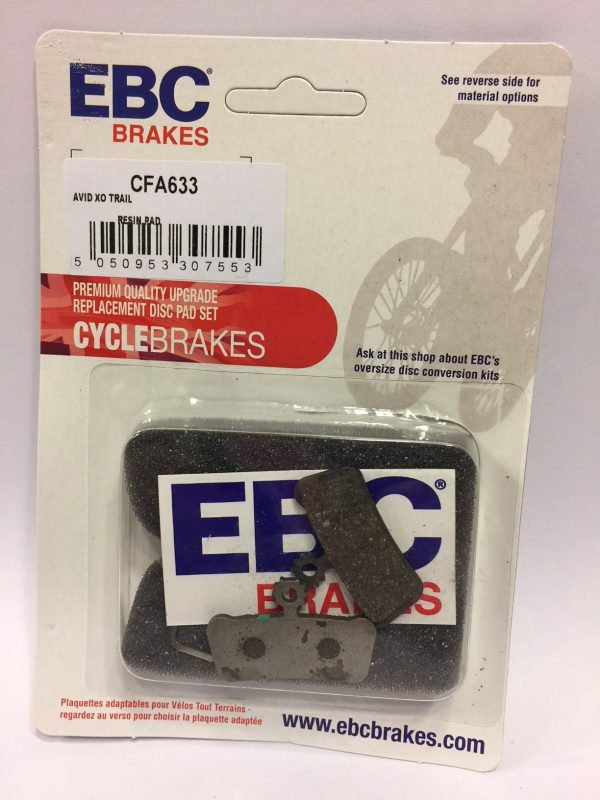 EBC®
BRAKES
See reverse side for
material options
CFA633
AVID XO TRAIL
RESIN PAD
5 050953 307553
PREMIUM QUALITY UPGRADE
REPLACEMENT DISC PAD SET
CYCLEBRAKES
Ask at this shop about EBC's
oversize disc conversion kits
EBC®
BRAKES
Plaquettes adaptables pour Vélos Tout Terrains -
regardez au verso pour choisir la plaquette adaptée
www.ebcbrakes.com